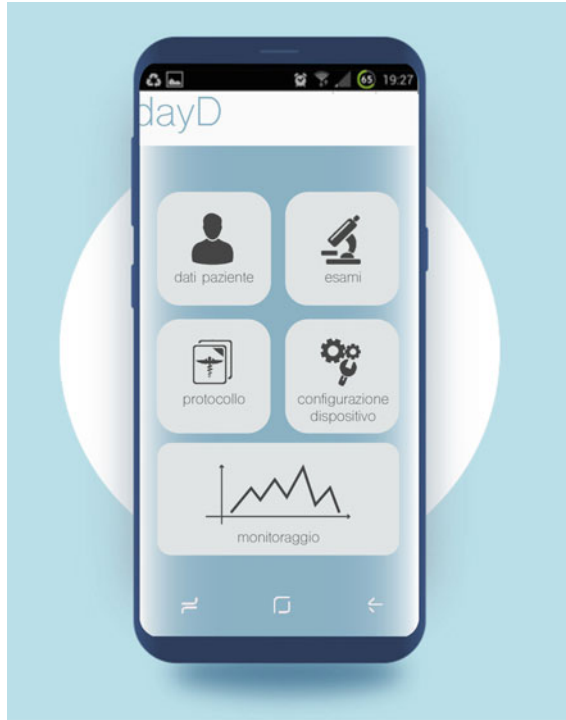 65 19:27
dayD
dati paziente
esami
protocollo
configurazione
dispositivo
monitoraggio